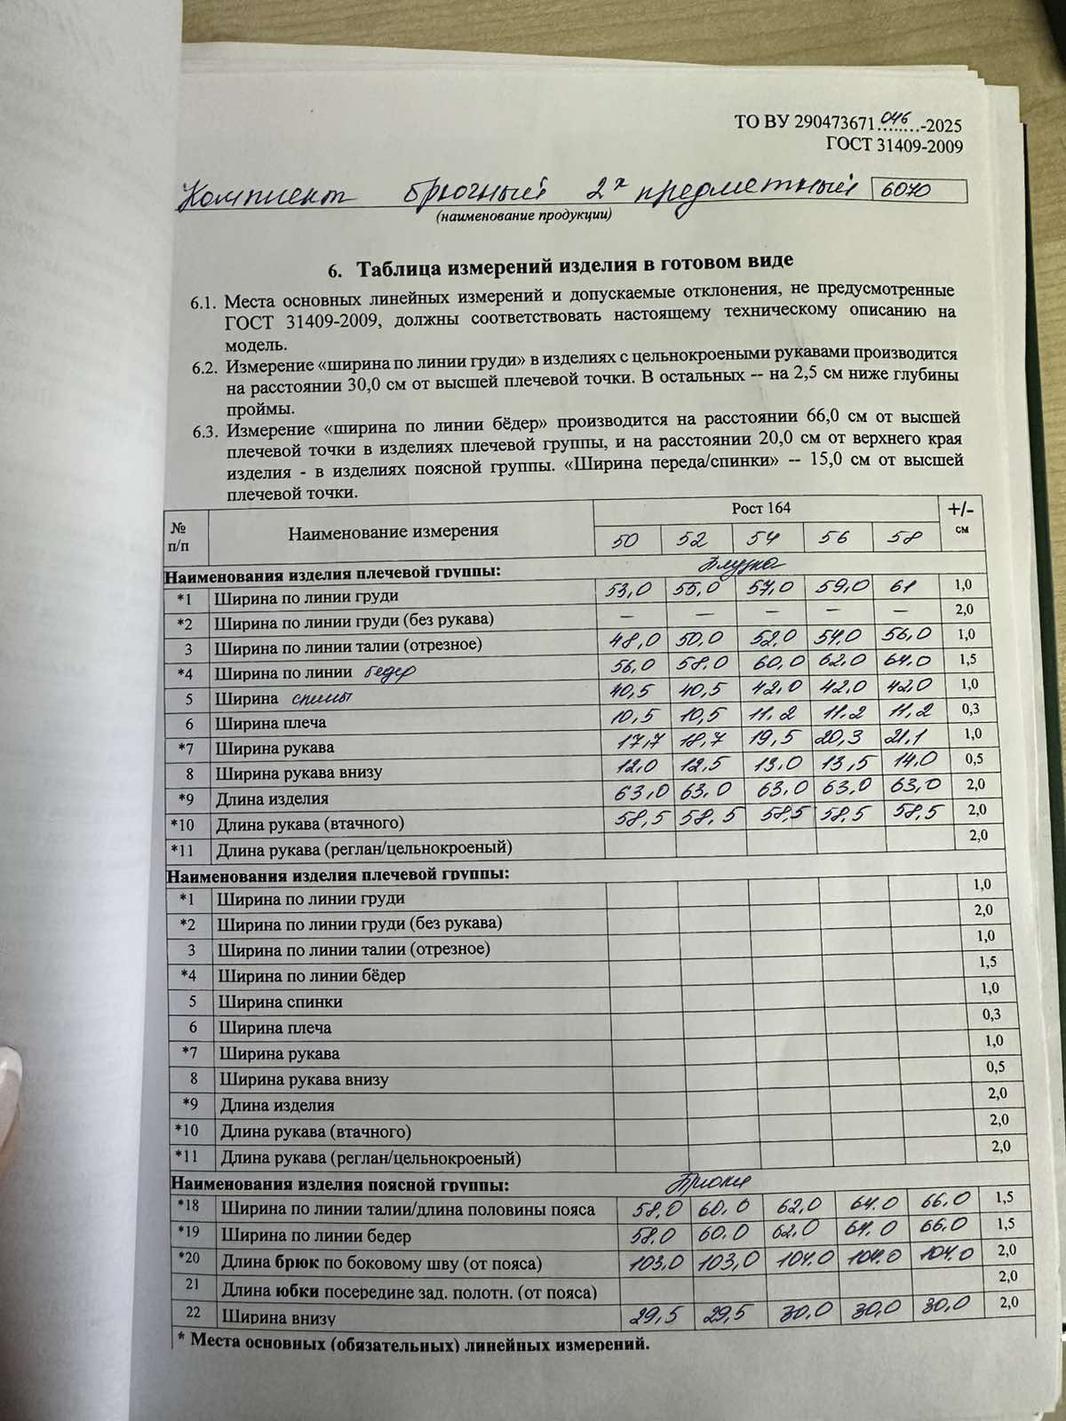 ТО BY 290473671.046.-2025
ГОСТ 31409-2009
Комплект брючный 2х предметный 6070
(наименование продукции)
6. Таблица измерений изделия в готовом виде
6.1. Места основных линейных измерений и допускаемые отклонения, не предусмотренные
ГОСТ 31409-2009, должны соответствовать настоящему техническому описанию на
модель.
6.2. Измерение «ширина по линии груди» в изделиях с цельнокроеными рукавами производится
на расстоянии 30,0 см от высшей плечевой точки. В остальных -- на 2,5 см ниже глубины
проймы.
6.3. Измерение «ширина по линии бёдер» производится на расстоянии 66,0 см от высшей
плечевой точки в изделиях плечевой группы, и на расстоянии 20,0 см от верхнего края
изделия - в изделиях поясной группы. «Ширина переда/спинки» -- 15,0 см от высшей
плечевой точки.
№ п/п Наименование измерения Рост 164 +/- см
50 52 54 56 58
Наименования изделия плечевой группы: Блузка
*1 Ширина по линии груди 53,0 55,0 57,0 59,0 61 1,0
*2 Ширина по линии груди (без рукава) — — — — — 2,0
3 Ширина по линии талии (отрезное) 48,0 50,0 52,0 54,0 56,0 1,0
*4 Ширина по линии бедер 56,0 58,0 60,0 62,0 64,0 1,5
5 Ширина спины 40,5 40,5 42,0 42,0 42,0 1,0
6 Ширина плеча 10,5 10,5 11,2 11,2 11,2 0,3
*7 Ширина рукава 17,7 18,7 19,5 20,3 21,1 1,0
8 Ширина рукава внизу 12,0 12,5 13,0 13,5 14,0 0,5
*9 Длина изделия 63,0 63,0 63,0 63,0 63,0 2,0
*10 Длина рукава (втачного) 58,5 58,5 58,5 58,5 58,5 2,0
*11 Длина рукава (реглан/цельнокроеный) 2,0
Наименования изделия плечевой группы:
*1 Ширина по линии груди 1,0
*2 Ширина по линии груди (без рукава) 2,0
3 Ширина по линии талии (отрезное) 1,0
*4 Ширина по линии бёдер 1,5
5 Ширина спинки 1,0
6 Ширина плеча 0,3
*7 Ширина рукава 1,0
8 Ширина рукава внизу 0,5
*9 Длина изделия 2,0
*10 Длина рукава (втачного) 2,0
*11 Длина рукава (реглан/цельнокроеный) 2,0
Наименования изделия поясной группы: Брюки
*18 Ширина по линии талии/длина половины пояса 58,0 60,0 62,0 64,0 66,0 1,5
*19 Ширина по линии бедер 58,0 60,0 62,0 64,0 66,0 1,5
*20 Длина брюк по боковому шву (от пояса) 103,0 103,0 104,0 104,0 104,0 2,0
21 Длина юбки посередине зад. полотн. (от пояса) 2,0
22 Ширина внизу 29,5 29,5 30,0 30,0 30,0 2,0
* Места основных (обязательных) линейных измерений.